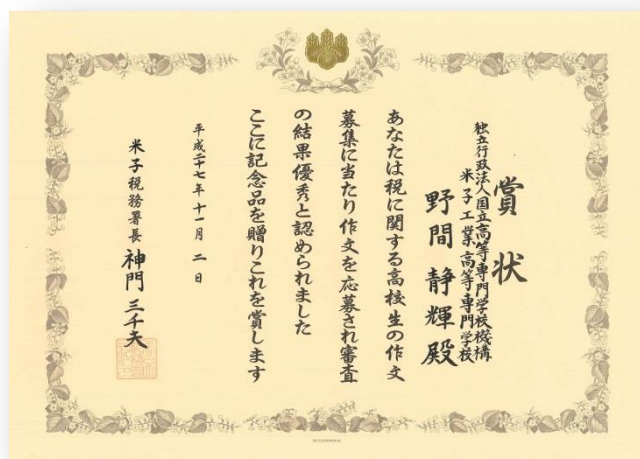 賞状
独立行政法人国立高等専門学校機構
米子工業高等専門学校
野間 静輝 殿
あなたは税に関する高校生の作文
募集に当たり作文を応募され審査
の結果優秀と認められました
ここに記念品を贈りこれを賞します
平成二十七年十一月二日
米子税務署長 神門 三千夫